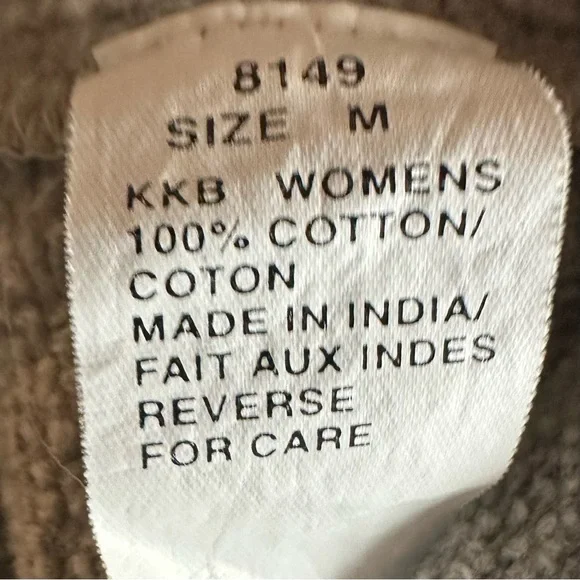 8149
SIZE M
KKB WOMENS
100% COTTON/
COTON
MADE IN INDIA/
FAIT AUX INDES
REVERSE
FOR CARE